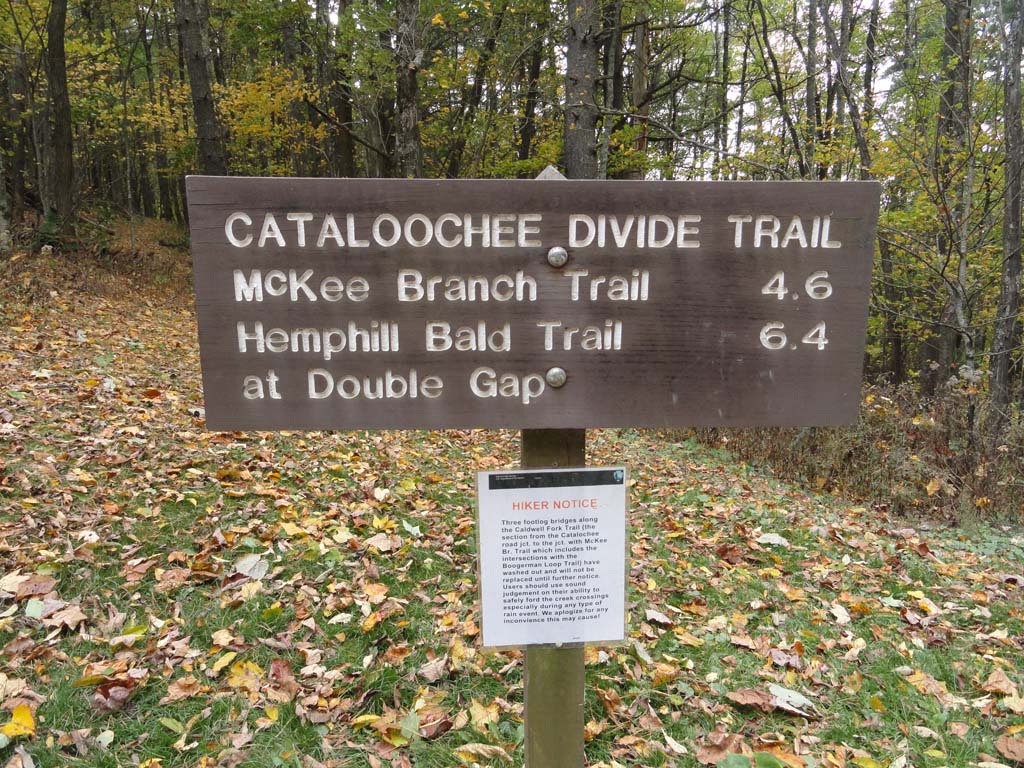 CATALOOCHEE DIVIDE TRAIL
McKee Branch Trail 4.6
Hemphill Bald Trail 6.4
at Double Gap
HIKER NOTICE
Three footlog bridges along
the Caldwell Fork Trail (the
section from the Catalochee
road jct. to the jct. with McKee
Br. Trail which includes the
intersections with the
Boogerman Loop Trail) have
washed out and will not be
replaced until further notice.
Users should use sound
judgement on their ability to
safely ford the creek crossings
especially during any type of
rain event. We aplogize for any
inconvience this may cause!